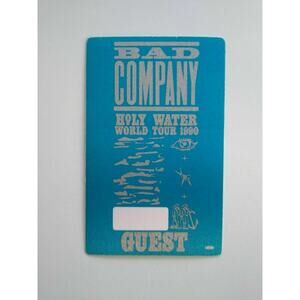 BAD
COMPANY
HOLY WATER
WORLD TOUR 1990
GUEST